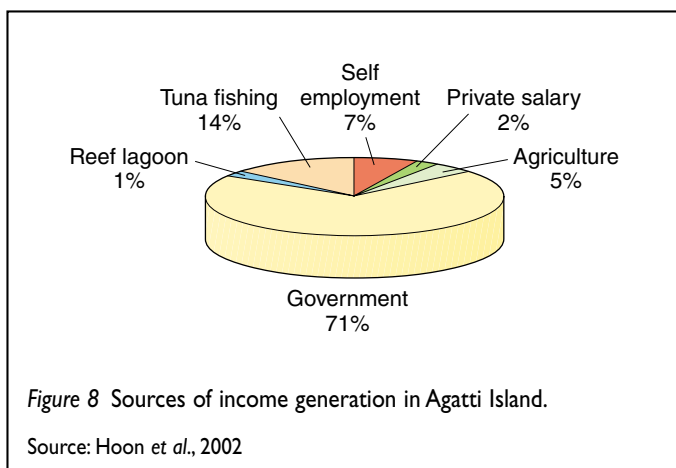 Self
employment
7%
Tuna fishing
14%
Private salary
2%
Reef lagoon
1%
Agriculture
5%
Government
71%
Figure 8 Sources of income generation in Agatti Island.
Source: Hoon et al., 2002